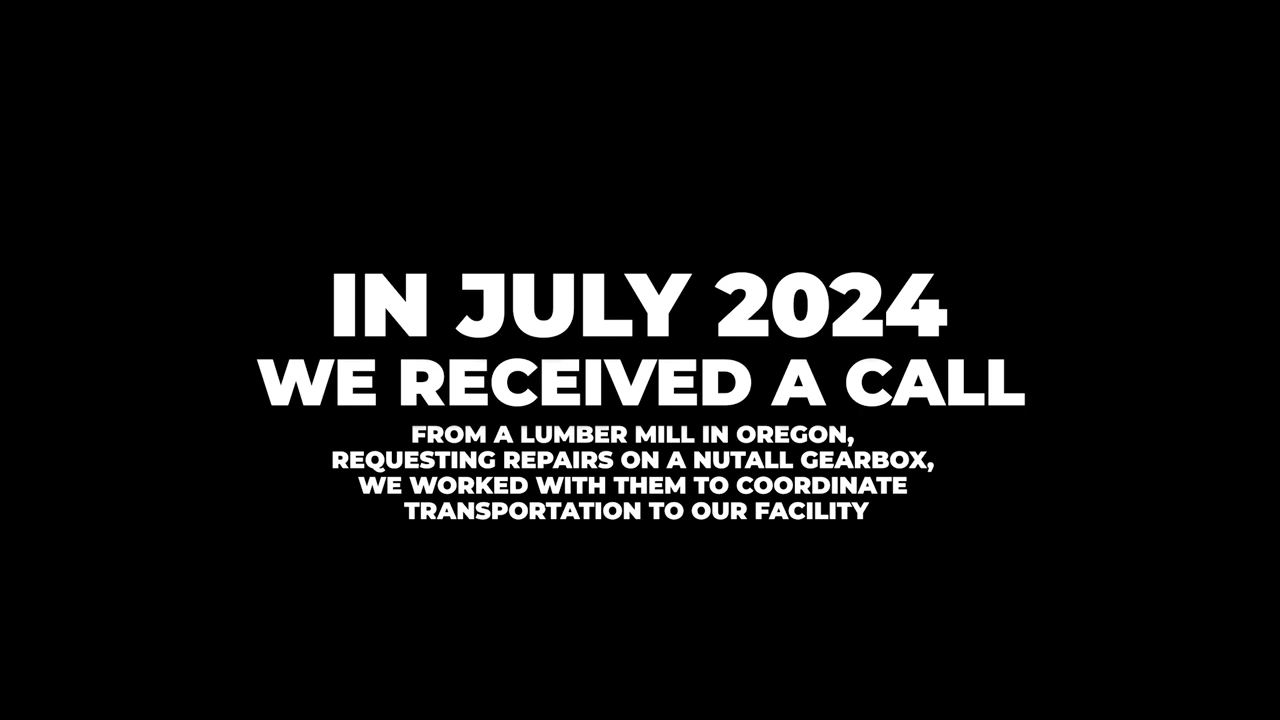 IN JULY 2024
WE RECEIVED A CALL
FROM A LUMBER MILL IN OREGON,
REQUESTING REPAIRS ON A NUTALL GEARBOX,
WE WORKED WITH THEM TO COORDINATE
TRANSPORTATION TO OUR FACILITY